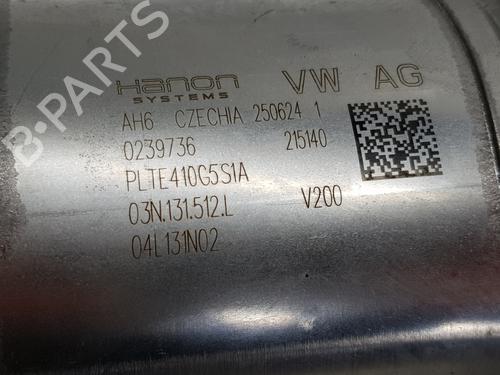 Hanon
SYSTEMS
VW AG
AH6 CZECHIA 250624 1
0239736 215140
PLTE410G5S1A
03N.131.512.L V200
04L131N02
B-PARTS